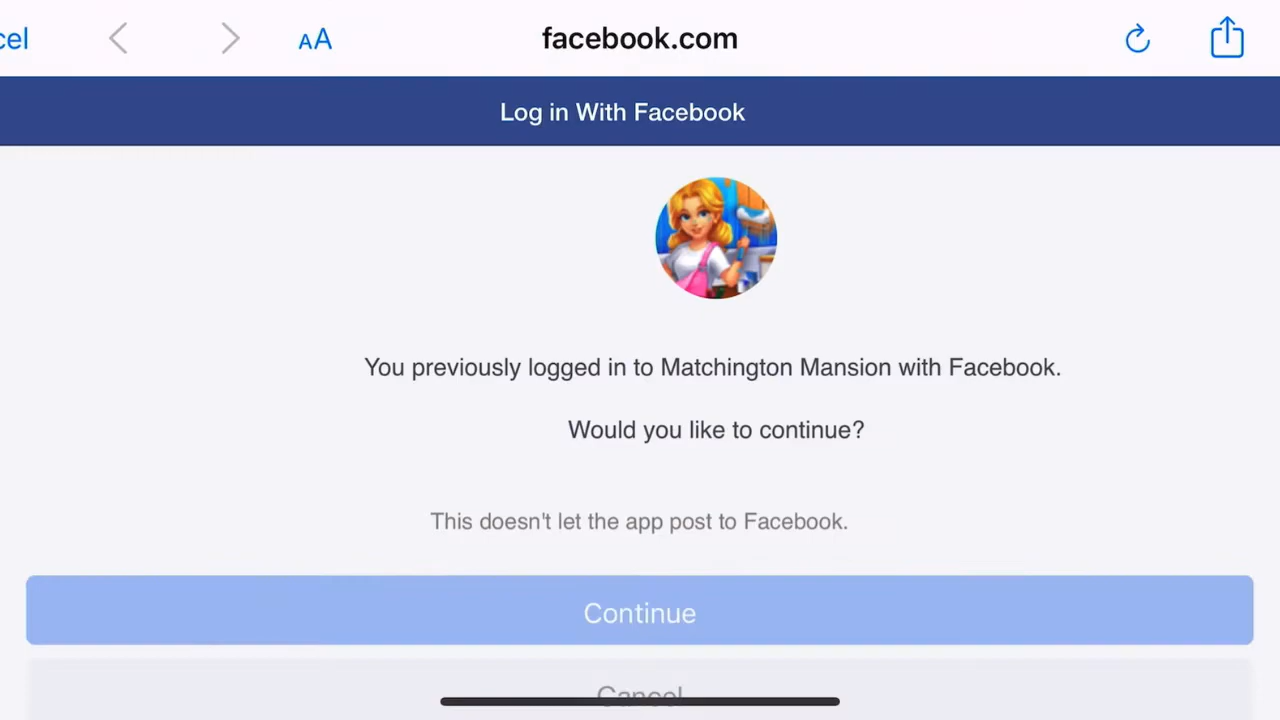 cel
AA
facebook.com
Log in With Facebook
You previously logged in to Matchington Mansion with Facebook.
Would you like to continue?
This doesn't let the app post to Facebook.
Continue
Cancel